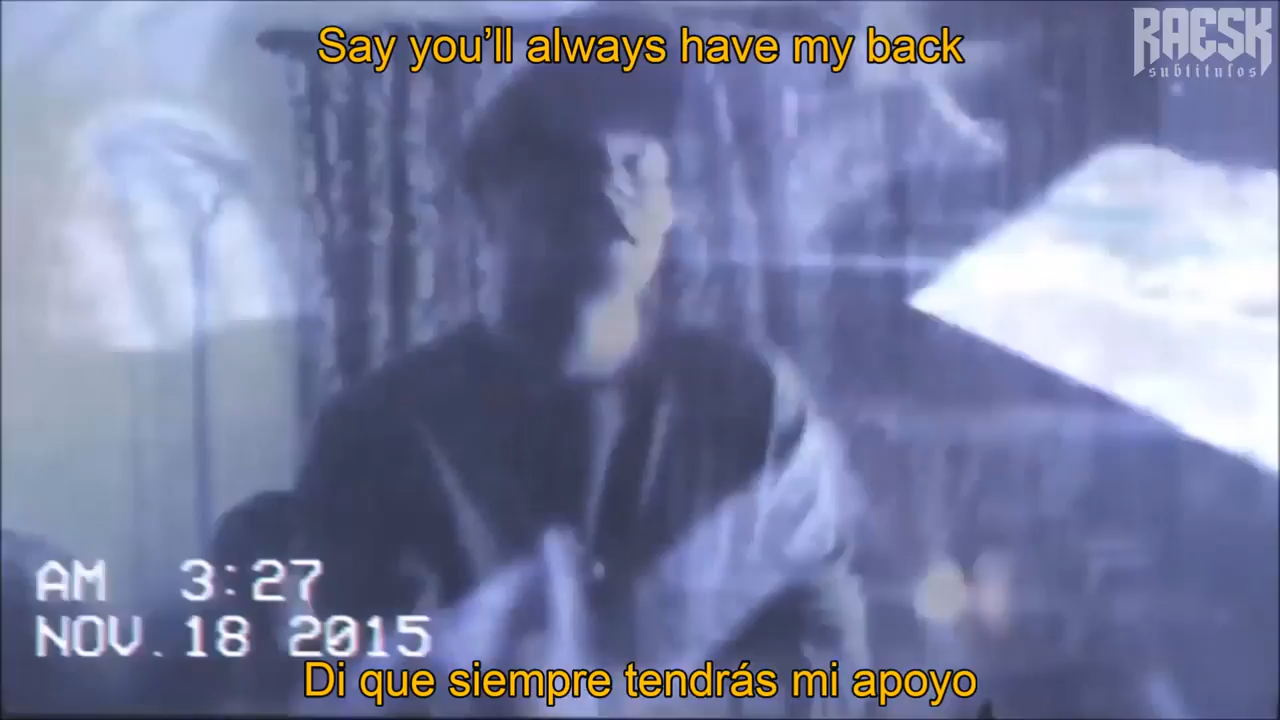 Say you’ll always have my back
RAESK
subtitulos
AM 3:27
NOV. 18 2015
Di que siempre tendrás mi apoyo